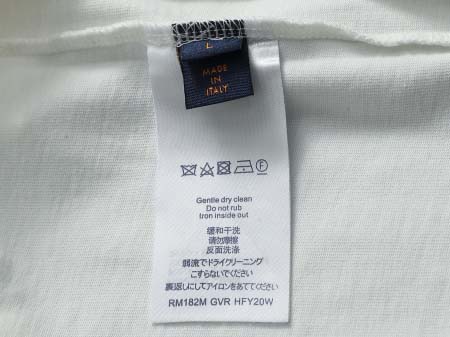 L
MADE
IN
ITALY
Gentle dry clean
Do not rub
Iron inside out
缓和干洗
请勿摩擦
反面洗涤
弱流でドライクリーニング
こすらないでください
裏返しにしてアイロンをあててください
RM182M GVR HFY20W